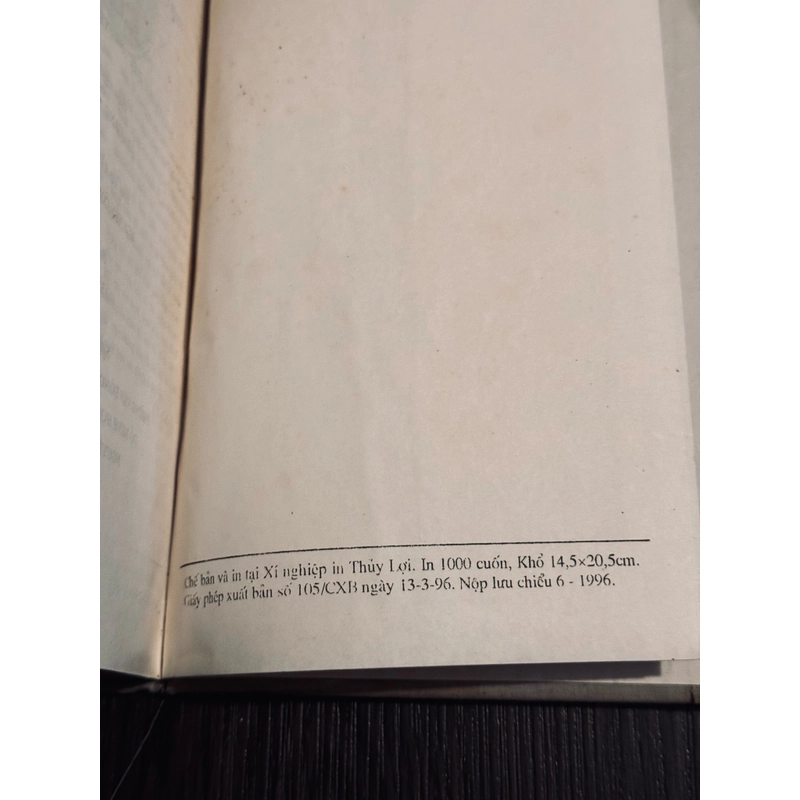 Chế bản và in tại Xí nghiệp in Thủy Lợi. In 1000 cuốn, Khổ 14,5×20,5cm.
Giấy phép xuất bản số 105/CXB ngày 13-3-96. Nộp lưu chiểu 6 - 1996.